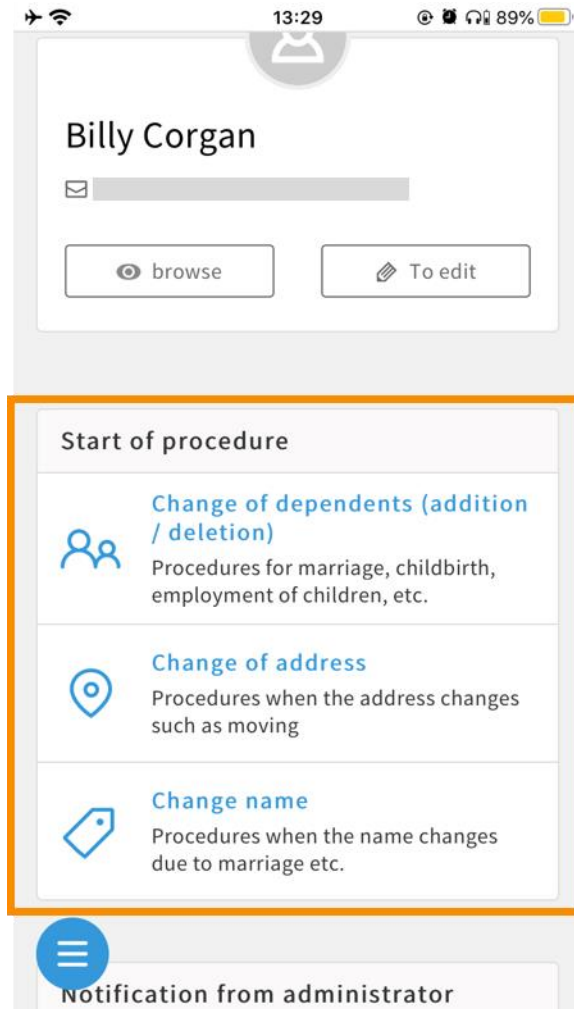 13:29
89%
Billy Corgan
browse
To edit
Start of procedure
Change of dependents (addition
/ deletion)
Procedures for marriage, childbirth,
employment of children, etc.
Change of address
Procedures when the address changes
such as moving
Change name
Procedures when the name changes
due to marriage etc.
Notification from administrator